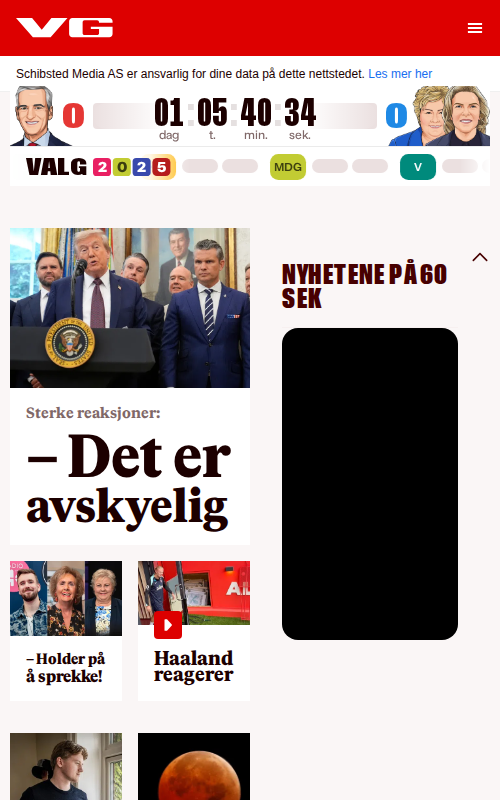 VG
Schibsted Media AS er ansvarlig for dine data på dette nettstedet. Les mer her
0 01:05:40:34 0
dag t. min. sek.
VALG 2025 MDG V
Sterke reaksjoner:
– Det er
avskyelig
NYHETENE PÅ 60
SEK
– Holder på
å sprekke!
Haaland
reagerer